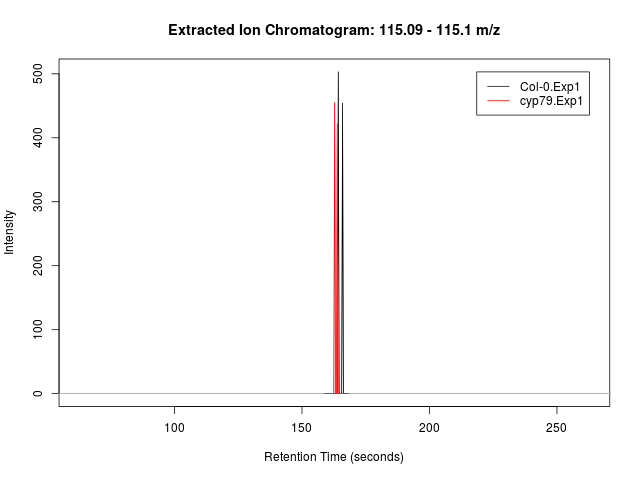 Extracted Ion Chromatogram: 115.09 - 115.1 m/z
Col-0.Exp1
cyp79.Exp1
Intensity
500
400
300
200
100
0
100 150 200 250
Retention Time (seconds)